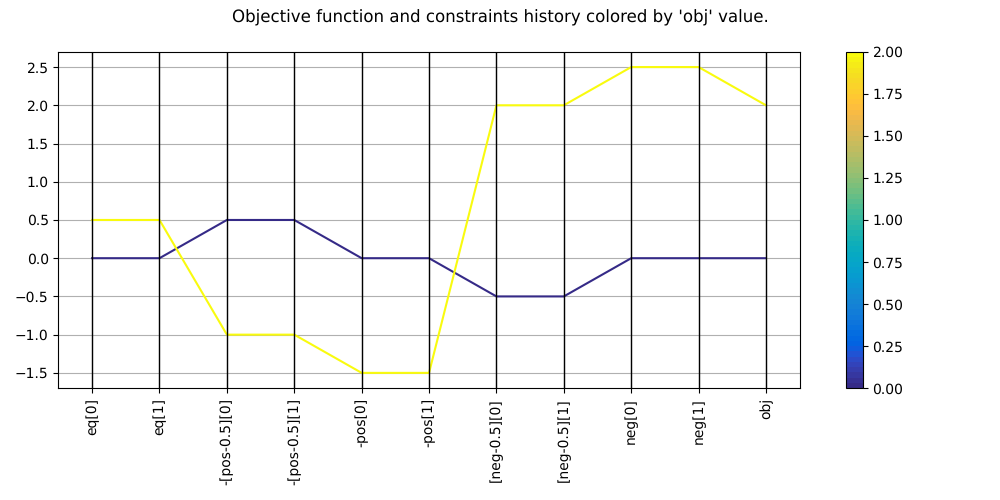 Objective function and constraints history colored by 'obj' value.
2.5
2.0
1.5
1.0
0.5
0.0
−0.5
−1.0
−1.5
eq[0]
eq[1]
-[pos-0.5][0]
-[pos-0.5][1]
-pos[0]
-pos[1]
[neg-0.5][0]
[neg-0.5][1]
neg[0]
neg[1]
obj
2.00
1.75
1.50
1.25
1.00
0.75
0.50
0.25
0.00